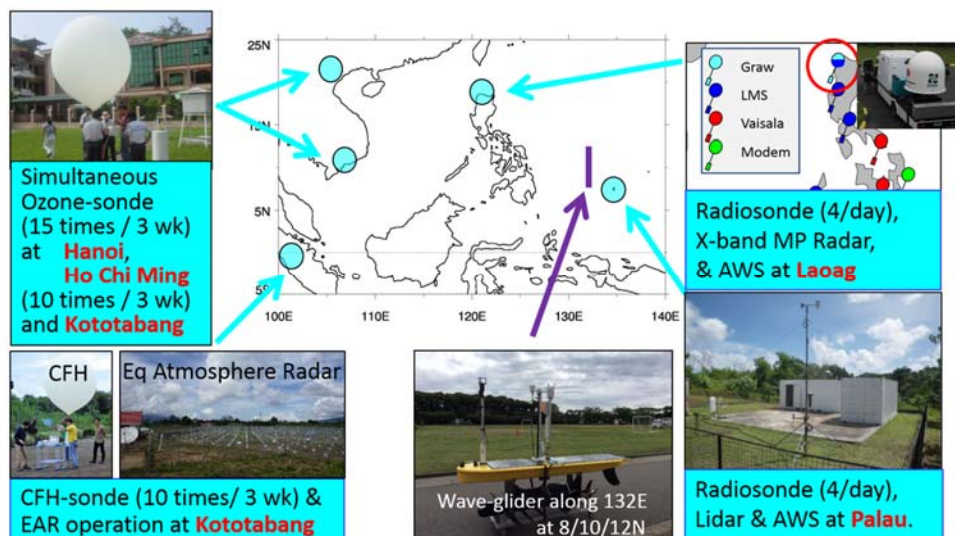 Simultaneous
Ozone-sonde
(15 times / 3 wk)
at Hanoi,
Ho Chi Ming
(10 times / 3 wk)
and Kototabang
25N
15N
5N
5S
100E
110E
120E
130E
140E
Graw
LMS
Vaisala
Modem
Radiosonde (4/day),
X-band MP Radar,
& AWS at Laoag
CFH
Eq Atmosphere Radar
CFH-sonde (10 times/ 3 wk) &
EAR operation at Kototabang
Wave-glider along 132E
at 8/10/12N
Radiosonde (4/day),
Lidar & AWS at Palau.